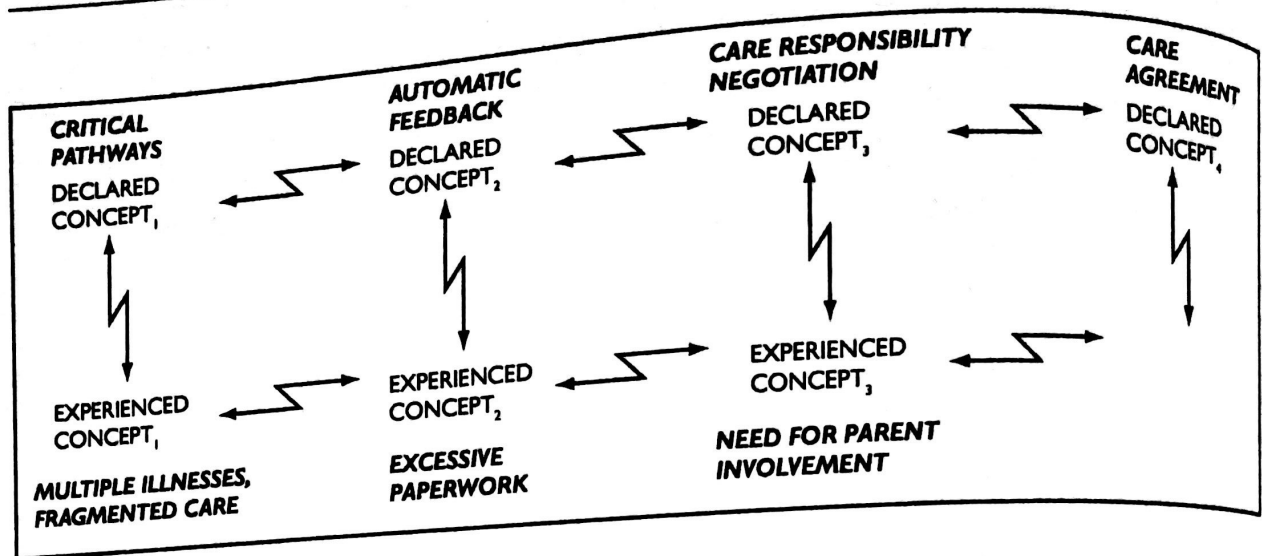 CRITICAL
PATHWAYS
DECLARED
CONCEPT₁
AUTOMATIC
FEEDBACK
DECLARED
CONCEPT₂
CARE RESPONSIBILITY
NEGOTIATION
DECLARED
CONCEPT₃
CARE
AGREEMENT
DECLARED
CONCEPT₄
EXPERIENCED
CONCEPT₁
MULTIPLE ILLNESSES,
FRAGMENTED CARE
EXPERIENCED
CONCEPT₂
EXCESSIVE
PAPERWORK
EXPERIENCED
CONCEPT₃
NEED FOR PARENT
INVOLVEMENT